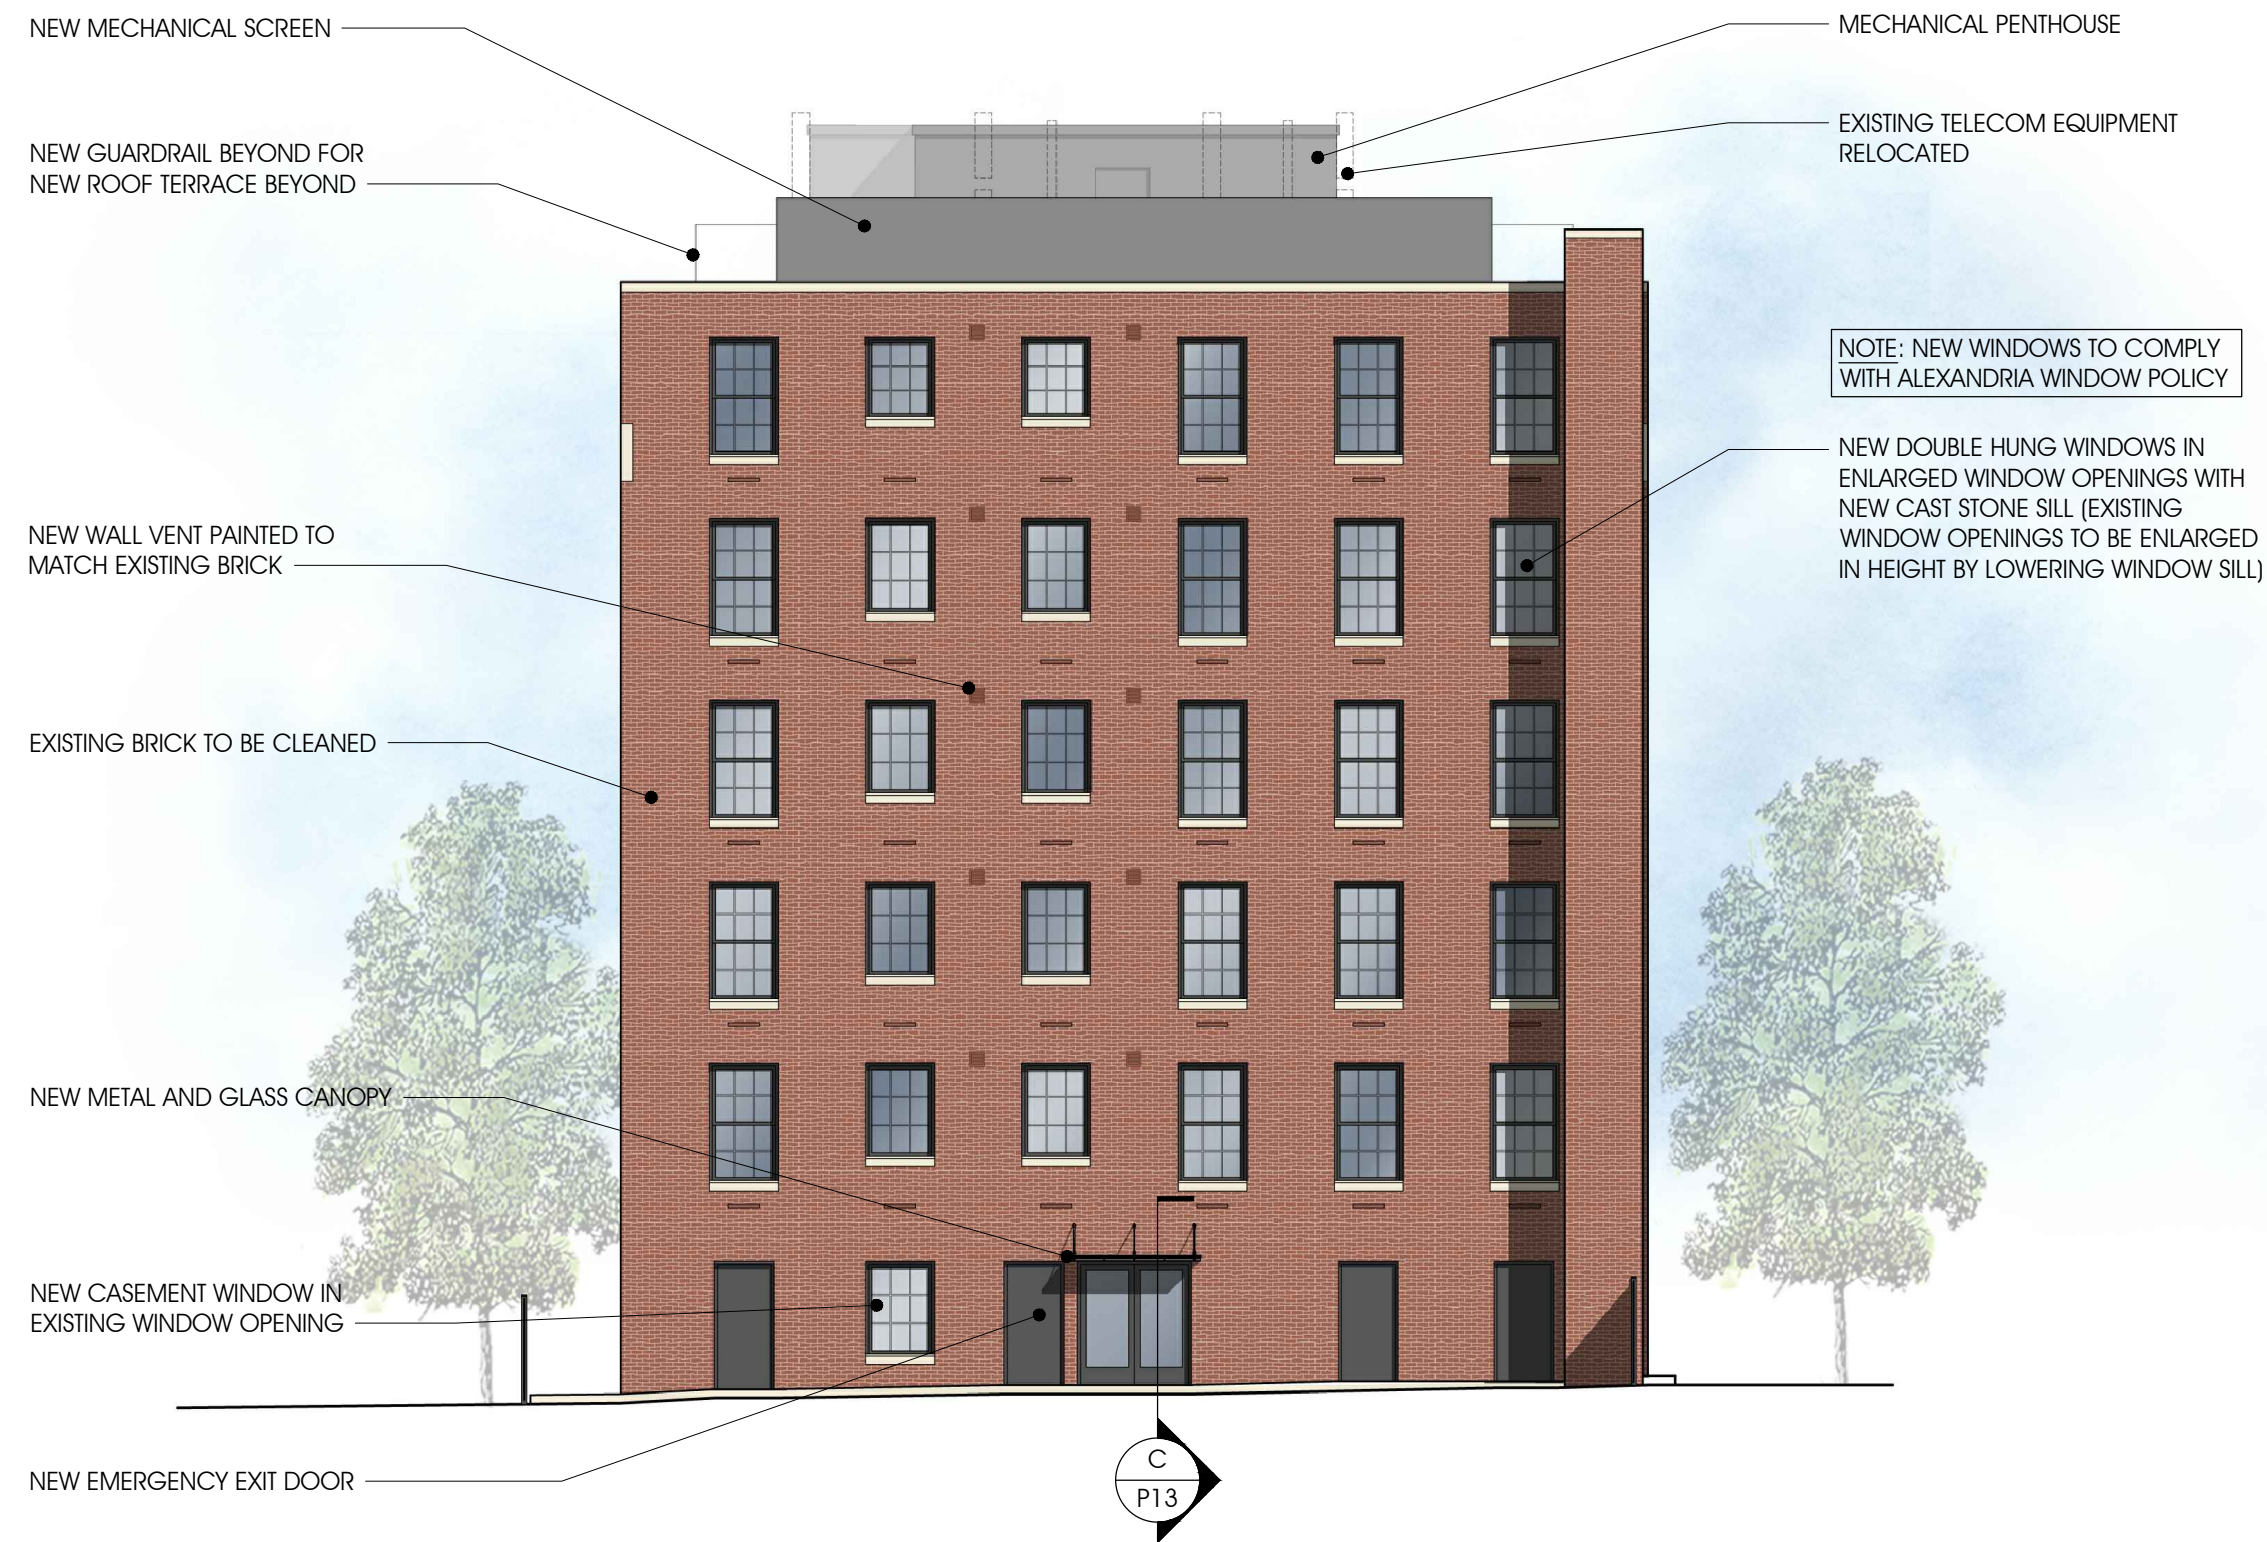 NEW MECHANICAL SCREEN
NEW GUARDRAIL BEYOND FOR
NEW ROOF TERRACE BEYOND
NEW WALL VENT PAINTED TO
MATCH EXISTING BRICK
EXISTING BRICK TO BE CLEANED
NEW METAL AND GLASS CANOPY
NEW CASEMENT WINDOW IN
EXISTING WINDOW OPENING
NEW EMERGENCY EXIT DOOR
MECHANICAL PENTHOUSE
EXISTING TELECOM EQUIPMENT
RELOCATED
NOTE: NEW WINDOWS TO COMPLY
WITH ALEXANDRIA WINDOW POLICY
NEW DOUBLE HUNG WINDOWS IN
ENLARGED WINDOW OPENINGS WITH
NEW CAST STONE SILL (EXISTING
WINDOW OPENINGS TO BE ENLARGED
IN HEIGHT BY LOWERING WINDOW SILL)
C
P13